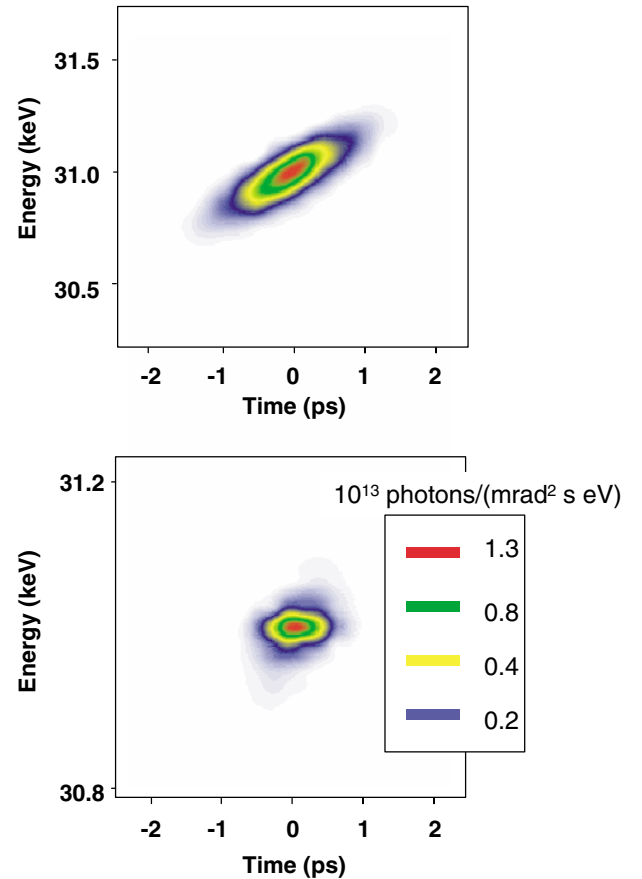 31.5
31.0
30.5
Energy (keV)
-2 -1 0 1 2
Time (ps)
31.2
30.8
Energy (keV)
-2 -1 0 1 2
Time (ps)
10¹³ photons/(mrad² s eV)
1.3
0.8
0.4
0.2